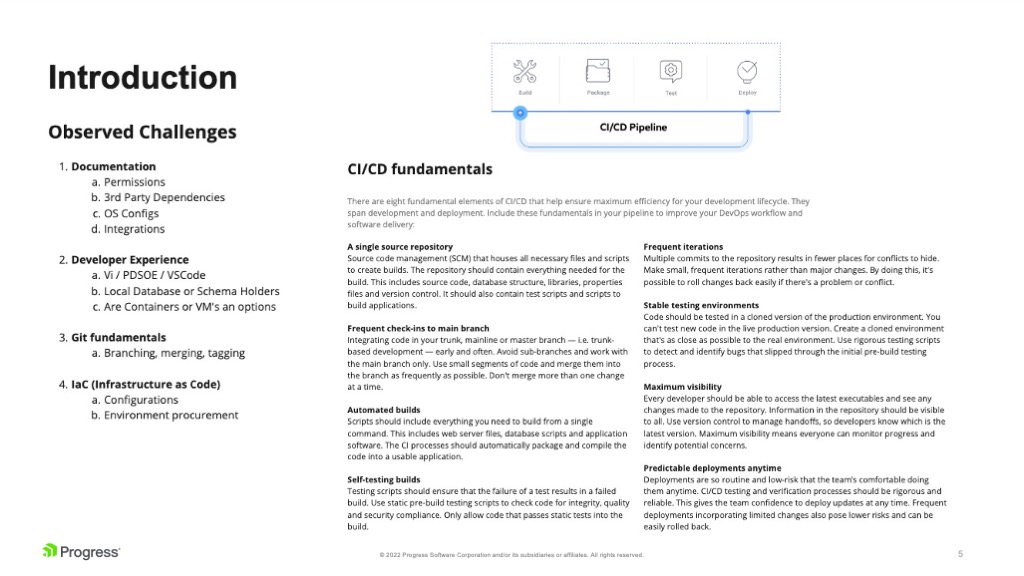 Introduction
Observed Challenges
1. Documentation
a. Permissions
b. 3rd Party Dependencies
c. OS Configs
d. Integrations
2. Developer Experience
a. Vi / PDSOE / VSCode
b. Local Database or Schema Holders
c. Are Containers or VM's an options
3. Git fundamentals
a. Branching, merging, tagging
4. IaC (Infrastructure as Code)
a. Configurations
b. Environment procurement
Build
Package
Test
Deploy
CI/CD Pipeline
CI/CD fundamentals
There are eight fundamental elements of CI/CD that help ensure maximum efficiency for your development lifecycle. They
span development and deployment. Include these fundamentals in your pipeline to improve your DevOps workflow and
software delivery:
A single source repository
Source code management (SCM) that houses all necessary files and scripts
to create builds. The repository should contain everything needed for the
build. This includes source code, database structure, libraries, properties
files and version control. It should also contain test scripts and scripts to
build applications.
Frequent check-ins to main branch
Integrating code in your trunk, mainline or master branch — i.e. trunk-
based development — early and often. Avoid sub-branches and work with
the main branch only. Use small segments of code and merge them into
the branch as frequently as possible. Don't merge more than one change
at a time.
Automated builds
Scripts should include everything you need to build from a single
command. This includes web server files, database scripts and application
software. The CI processes should automatically package and compile the
code into a usable application.
Self-testing builds
Testing scripts should ensure that the failure of a test results in a failed
build. Use static pre-build testing scripts to check code for integrity, quality
and security compliance. Only allow code that passes static tests into the
build.
Frequent iterations
Multiple commits to the repository results in fewer places for conflicts to hide.
Make small, frequent iterations rather than major changes. By doing this, it's
possible to roll changes back easily if there's a problem or conflict.
Stable testing environments
Code should be tested in a cloned version of the production environment. You
can't test new code in the live production version. Create a cloned environment
that's as close as possible to the real environment. Use rigorous testing scripts
to detect and identify bugs that slipped through the initial pre-build testing
process.
Maximum visibility
Every developer should be able to access the latest executables and see any
changes made to the repository. Information in the repository should be visible
to all. Use version control to manage handoffs, so developers know which is the
latest version. Maximum visibility means everyone can monitor progress and
identify potential concerns.
Predictable deployments anytime
Deployments are so routine and low-risk that the team's comfortable doing
them anytime. CI/CD testing and verification processes should be rigorous and
reliable. This gives the team confidence to deploy updates at any time. Frequent
deployments incorporating limited changes also pose lower risks and can be
easily rolled back.
Progress
© 2022 Progress Software Corporation and/or its subsidiaries or affiliates. All rights reserved.
5